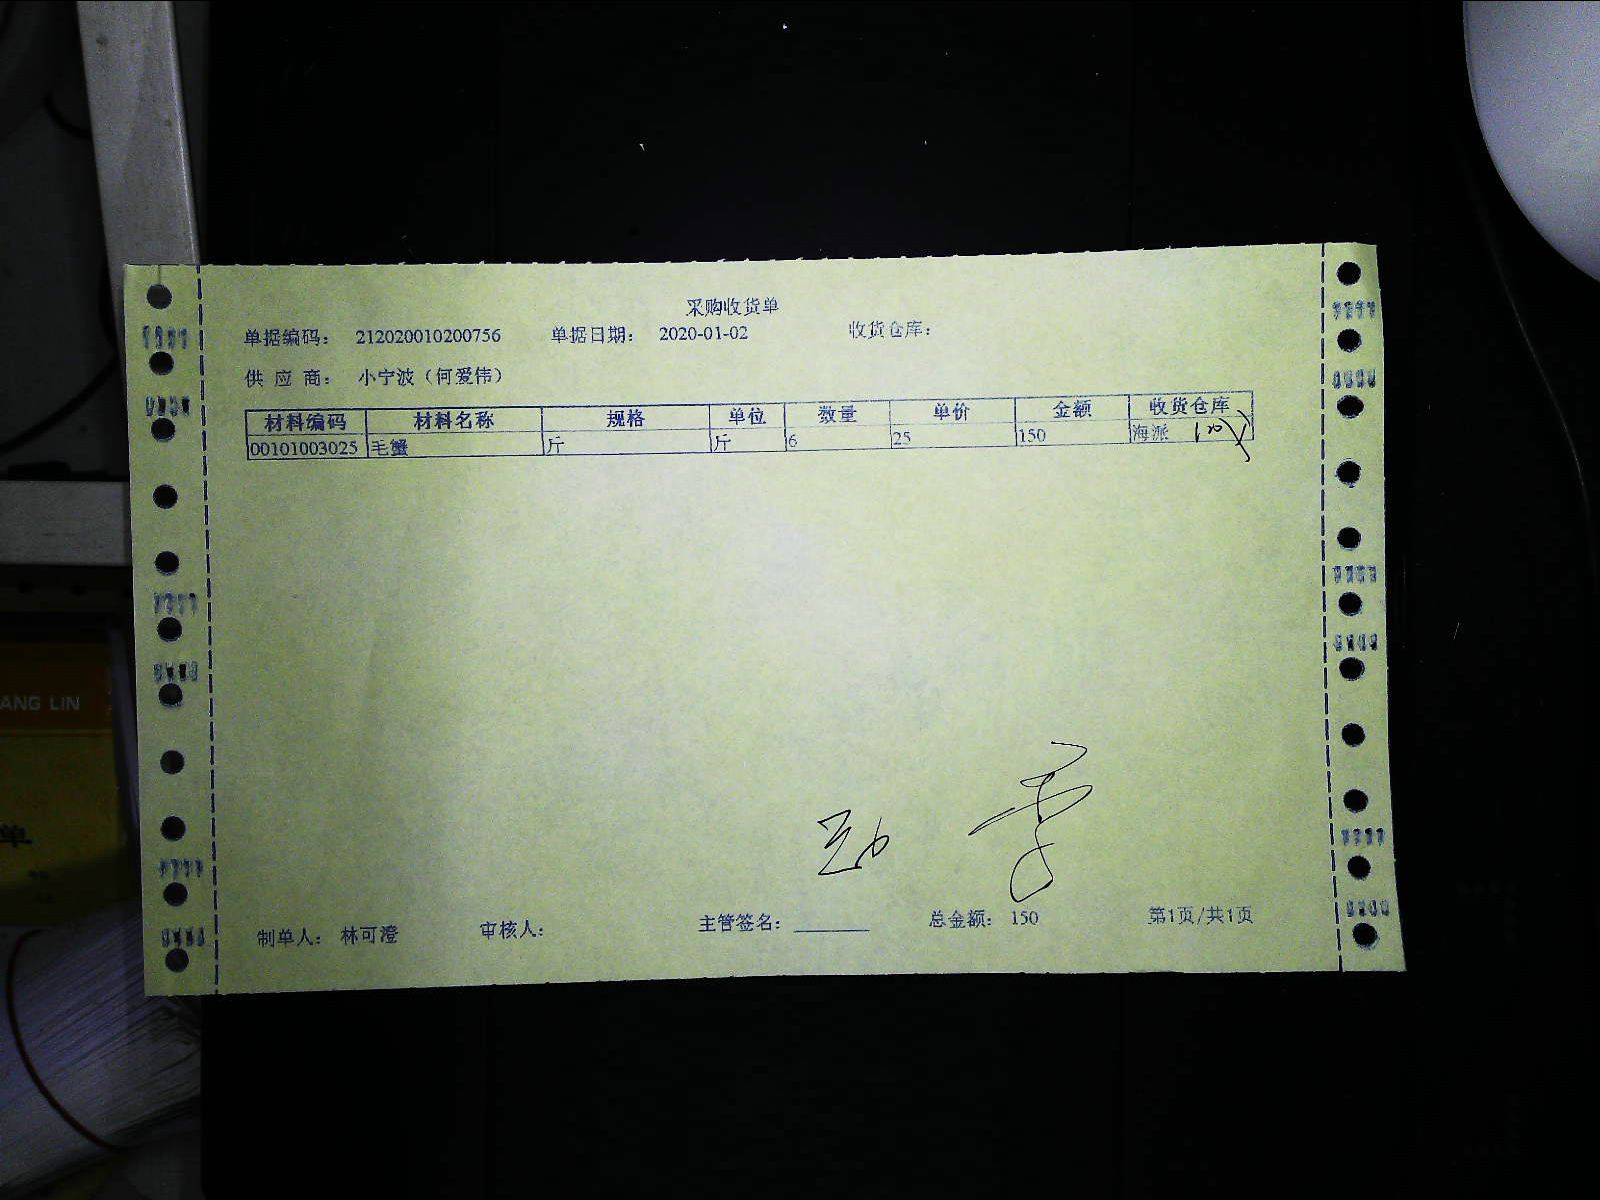 采购收货单
单据编码： 212020010200756 单据日期： 2020-01-02 收货仓库：
供 应 商： 小宁波（何爱伟）
材料编码 材料名称 规格 单位 数量 单价 金额 收货仓库
00101003025 毛蟹 斤 斤 6 25 150 海派
制单人： 林可澄 审核人： 主管签名： 总金额： 150 第1页/共1页
ANG LIN
单